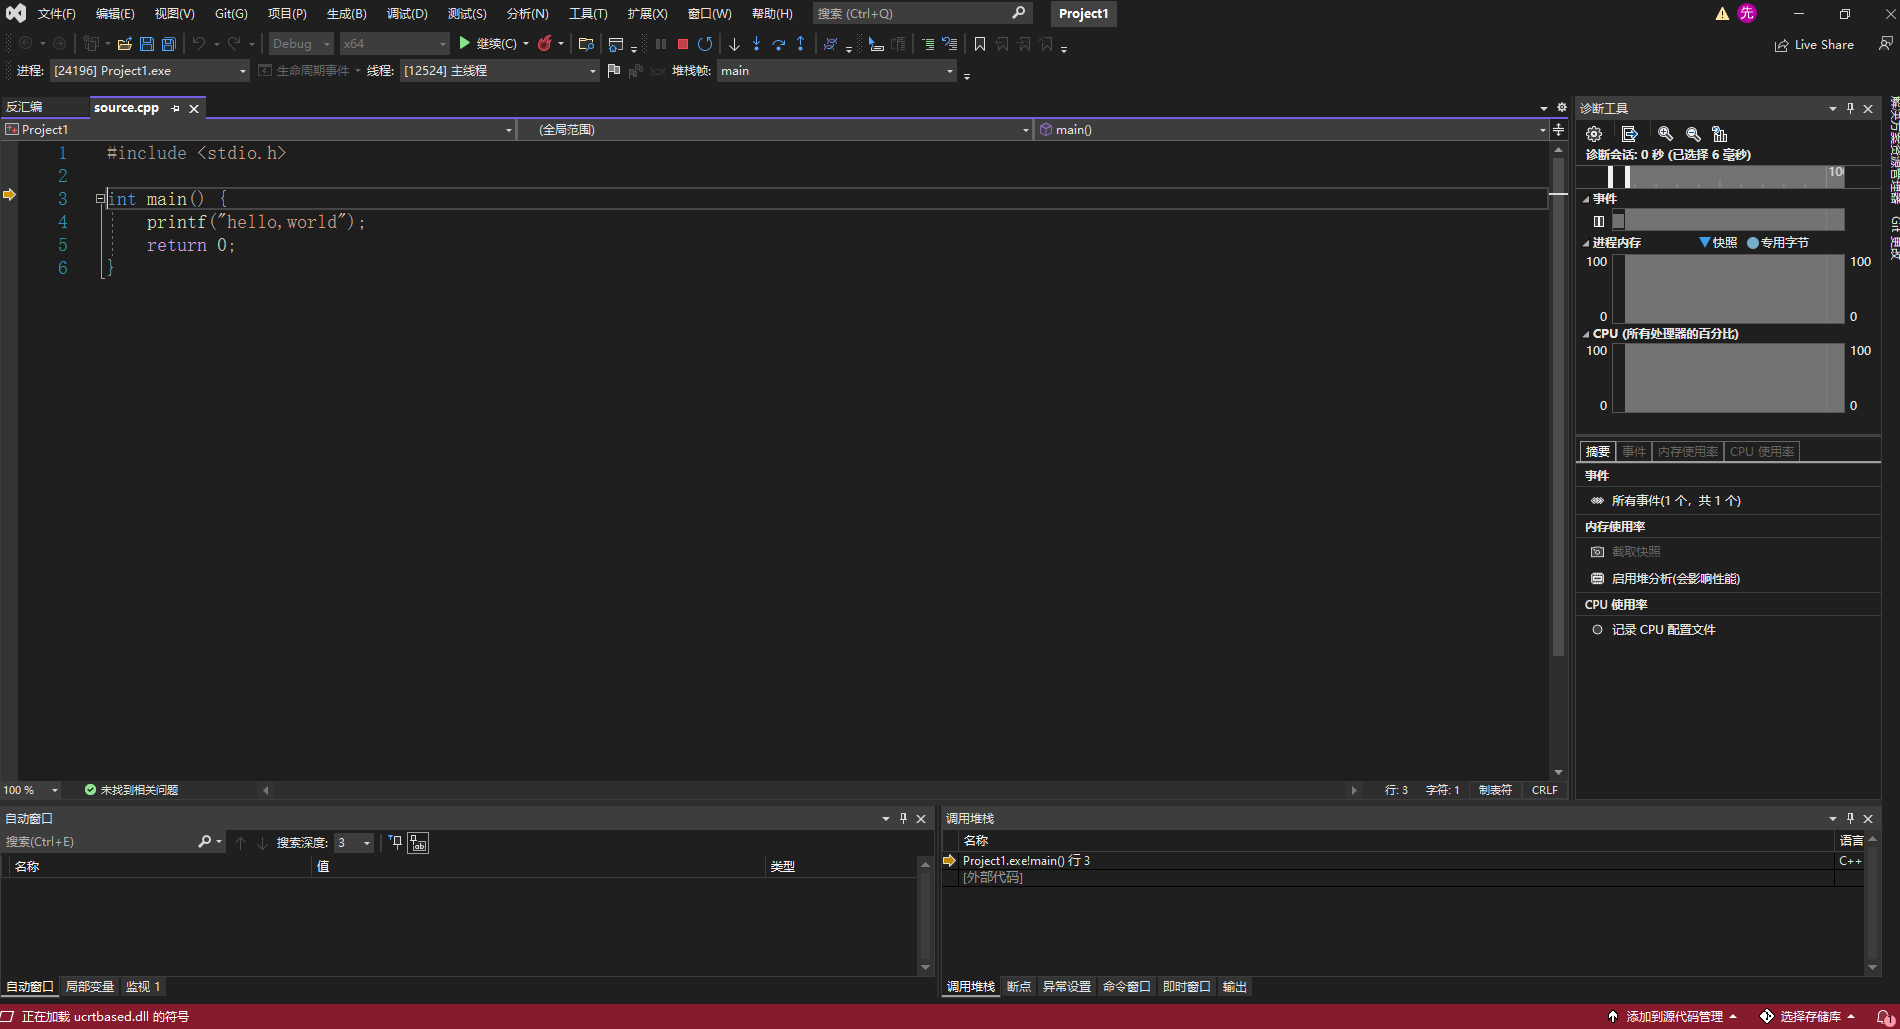 文件(F) 编辑(E) 视图(V) Git(G) 项目(P) 生成(B) 调试(D) 测试(S) 分析(N) 工具(T) 扩展(X) 窗口(W) 帮助(H) 搜索 (Ctrl+Q) Project1 先
Debug x64 继续(C) Live Share
进程: [24196] Project1.exe 生命周期事件 线程: [12524] 主线程 堆栈帧: main
反汇编 source.cpp
Project1 (全局范围) main()
1 #include <stdio.h>
2
3 int main() {
4 printf("hello,world");
5 return 0;
6 }
100 % 未找到相关问题 行: 3 字符: 1 制表符 CRLF
诊断工具
诊断会话: 0 秒 (已选择 6 毫秒)
事件
进程内存 快照 专用字节
100 100
0 0
CPU (所有处理器的百分比)
100 100
0 0
摘要 事件 内存使用率 CPU 使用率
事件
所有事件(1 个，共 1 个)
内存使用率
截取快照
启用堆分析(会影响性能)
CPU 使用率
记录 CPU 配置文件
解决方案资源管理器
Git 更改
自动窗口
搜索(Ctrl+E) 搜索深度: 3
名称 值 类型
自动窗口 局部变量 监视 1
调用堆栈
名称 语言
Project1.exe!main() 行 3 C++
[外部代码]
调用堆栈 断点 异常设置 命令窗口 即时窗口 输出
正在加载 ucrtbased.dll 的符号 添加到源代码管理 选择存储库 1